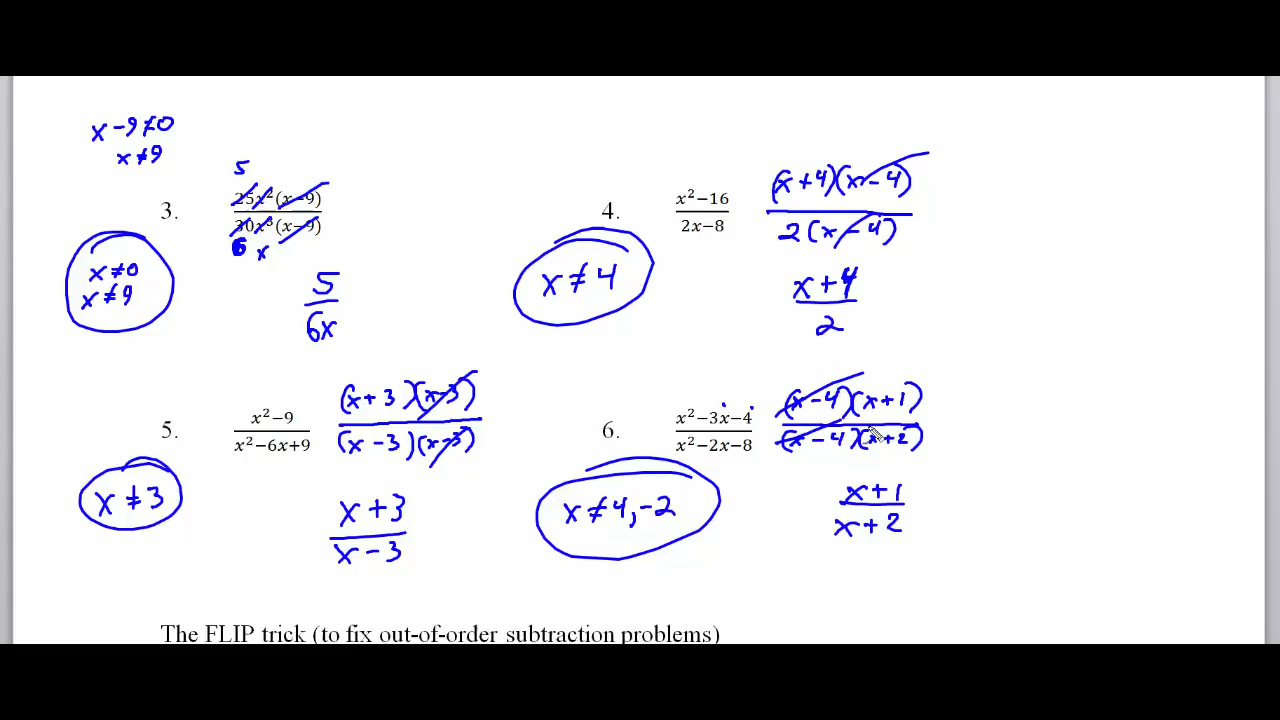 x - 9 ≠ 0
x ≠ 9
5
3. 25x²(x−9)
30x³(x−9)
6 x
x ≠ 0
x ≠ 9
5
6x
4. x²−16
2x−8
(x + 4)(x − 4)
2(x − 4)
x ≠ 4
x + 4
2
5. x²−9
x²−6x+9
(x + 3)(x−3)
(x − 3)(x−3)
x ≠ 3
x + 3
x − 3
6. x²−3x−4
x²−2x−8
(x − 4)(x + 1)
(x − 4)(x+2)
x ≠ 4, −2
x + 1
x + 2
The FLIP trick (to fix out-of-order subtraction problems)